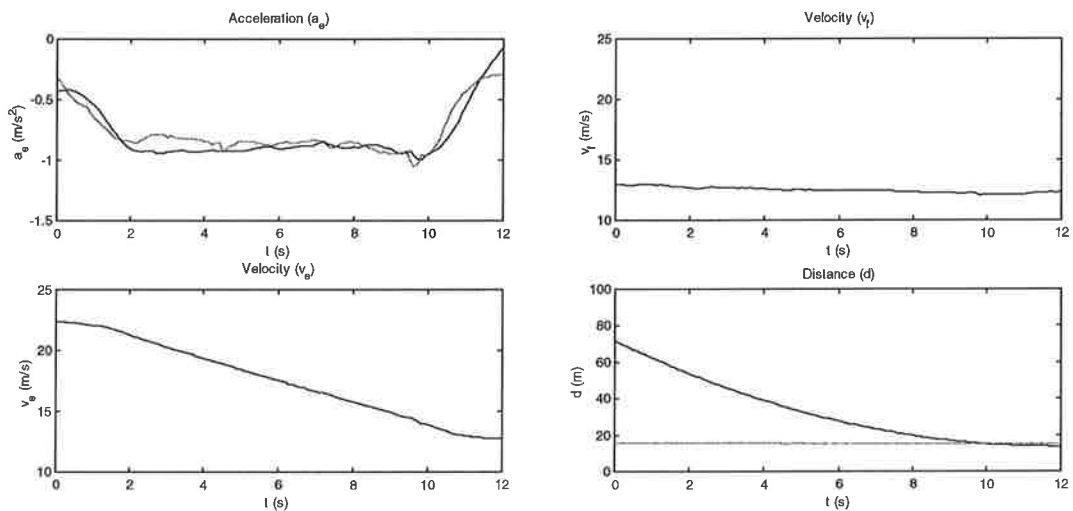 Acceleration (a_e)
0
-0.5
-1
-1.5
a_e (m/s²)
0 2 4 6 8 10 12
t (s)
Velocity (v_f)
25
20
15
10
v_f (m/s)
0 2 4 6 8 10 12
t (s)
Velocity (v_e)
25
20
15
10
v_e (m/s)
0 2 4 6 8 10 12
t (s)
Distance (d)
100
80
60
40
20
0
d (m)
0 2 4 6 8 10 12
t (s)